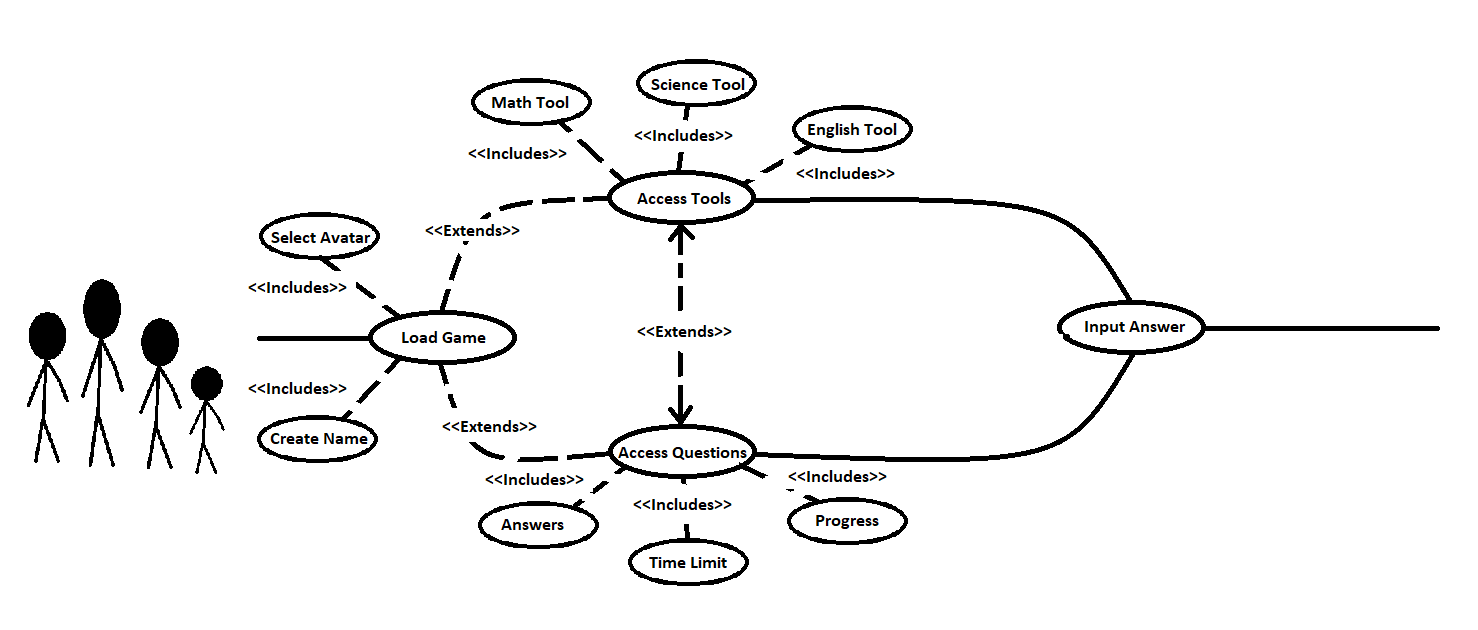 Science Tool
Math Tool
English Tool
<<Includes>>
<<Includes>>
<<Includes>>
Access Tools
<<Extends>>
Select Avatar
<<Includes>>
Load Game
<<Extends>>
Input Answer
<<Includes>>
Create Name
<<Extends>>
Access Questions
<<Includes>>
<<Includes>>
<<Includes>>
Answers
Progress
Time Limit